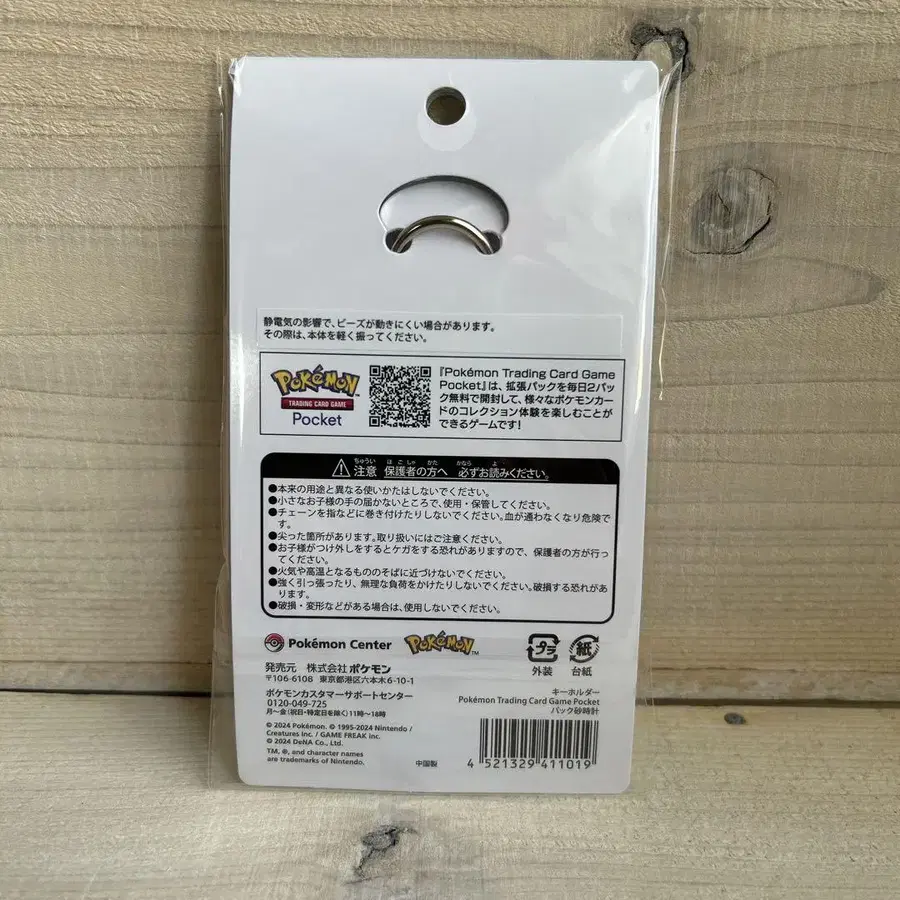 静電気の影響で、ビーズが動きにくい場合があります。
その際は、本体を軽く振ってください。
POKéMON
TRADING CARD GAME
Pocket
『Pokémon Trading Card Game
Pocket』は、拡張パックを毎日2パッ
ク無料で開封して、様々なポケモンカー
ドのコレクション体験を楽しむことが
できるゲームです!
ちゅうい ほごしゃ かた かなら よ
注意 保護者の方へ 必ずお読みください。
●本来の用途と異なる使いかたはしないでください。
●小さなお子様の手の届かないところで、使用・保管してください。
●チェーンを指などに巻き付けたりしないでください。血が通わなくなり危険で
す。
●尖った箇所があります。取り扱いにはご注意ください。
●お子様がつけ外しをするとケガをする恐れがありますので、保護者の方が行っ
てください。
●火気や高温となるもののそばに近づけないでください。
●強く引っ張ったり、無理な負荷をかけたりしないでください。破損する恐れがあ
ります。
●破損・変形などがある場合は、使用しないでください。
Pokémon Center
POKéMON™
プラ
外装
紙
台紙
発売元 株式会社ポケモン
〒106-6108 東京都港区六本木6-10-1
ポケモンカスタマーサポートセンター
0120-049-725
月〜金(祝日・特定日を除く)11時〜18時
キーホルダー
Pokémon Trading Card Game Pocket
パック砂時計
© 2024 Pokémon. © 1995-2024 Nintendo /
Creatures Inc. / GAME FREAK inc.
© 2024 DeNA Co., Ltd.
TM, ®, and character names
are trademarks of Nintendo.
中国製
4 521329 411019